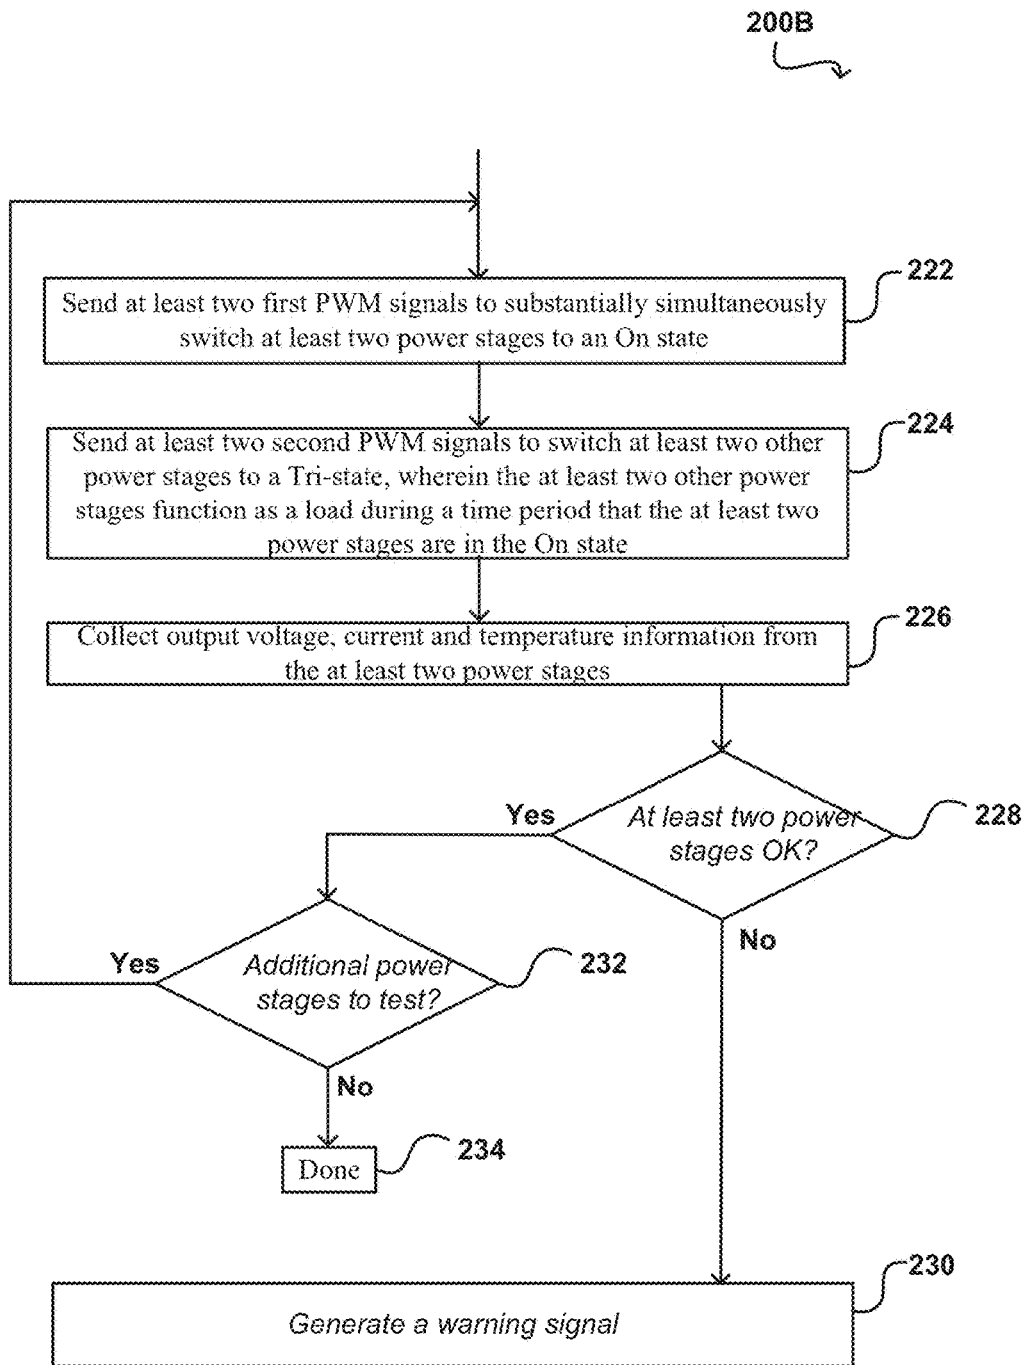 200B
222
Send at least two first PWM signals to substantially simultaneously
switch at least two power stages to an On state
224
Send at least two second PWM signals to switch at least two other
power stages to a Tri-state, wherein the at least two other power
stages function as a load during a time period that the at least two
power stages are in the On state
226
Collect output voltage, current and temperature information from
the at least two power stages
Yes
At least two power
stages OK?
228
No
Yes
Additional power
stages to test?
232
No
234
Done
230
Generate a warning signal